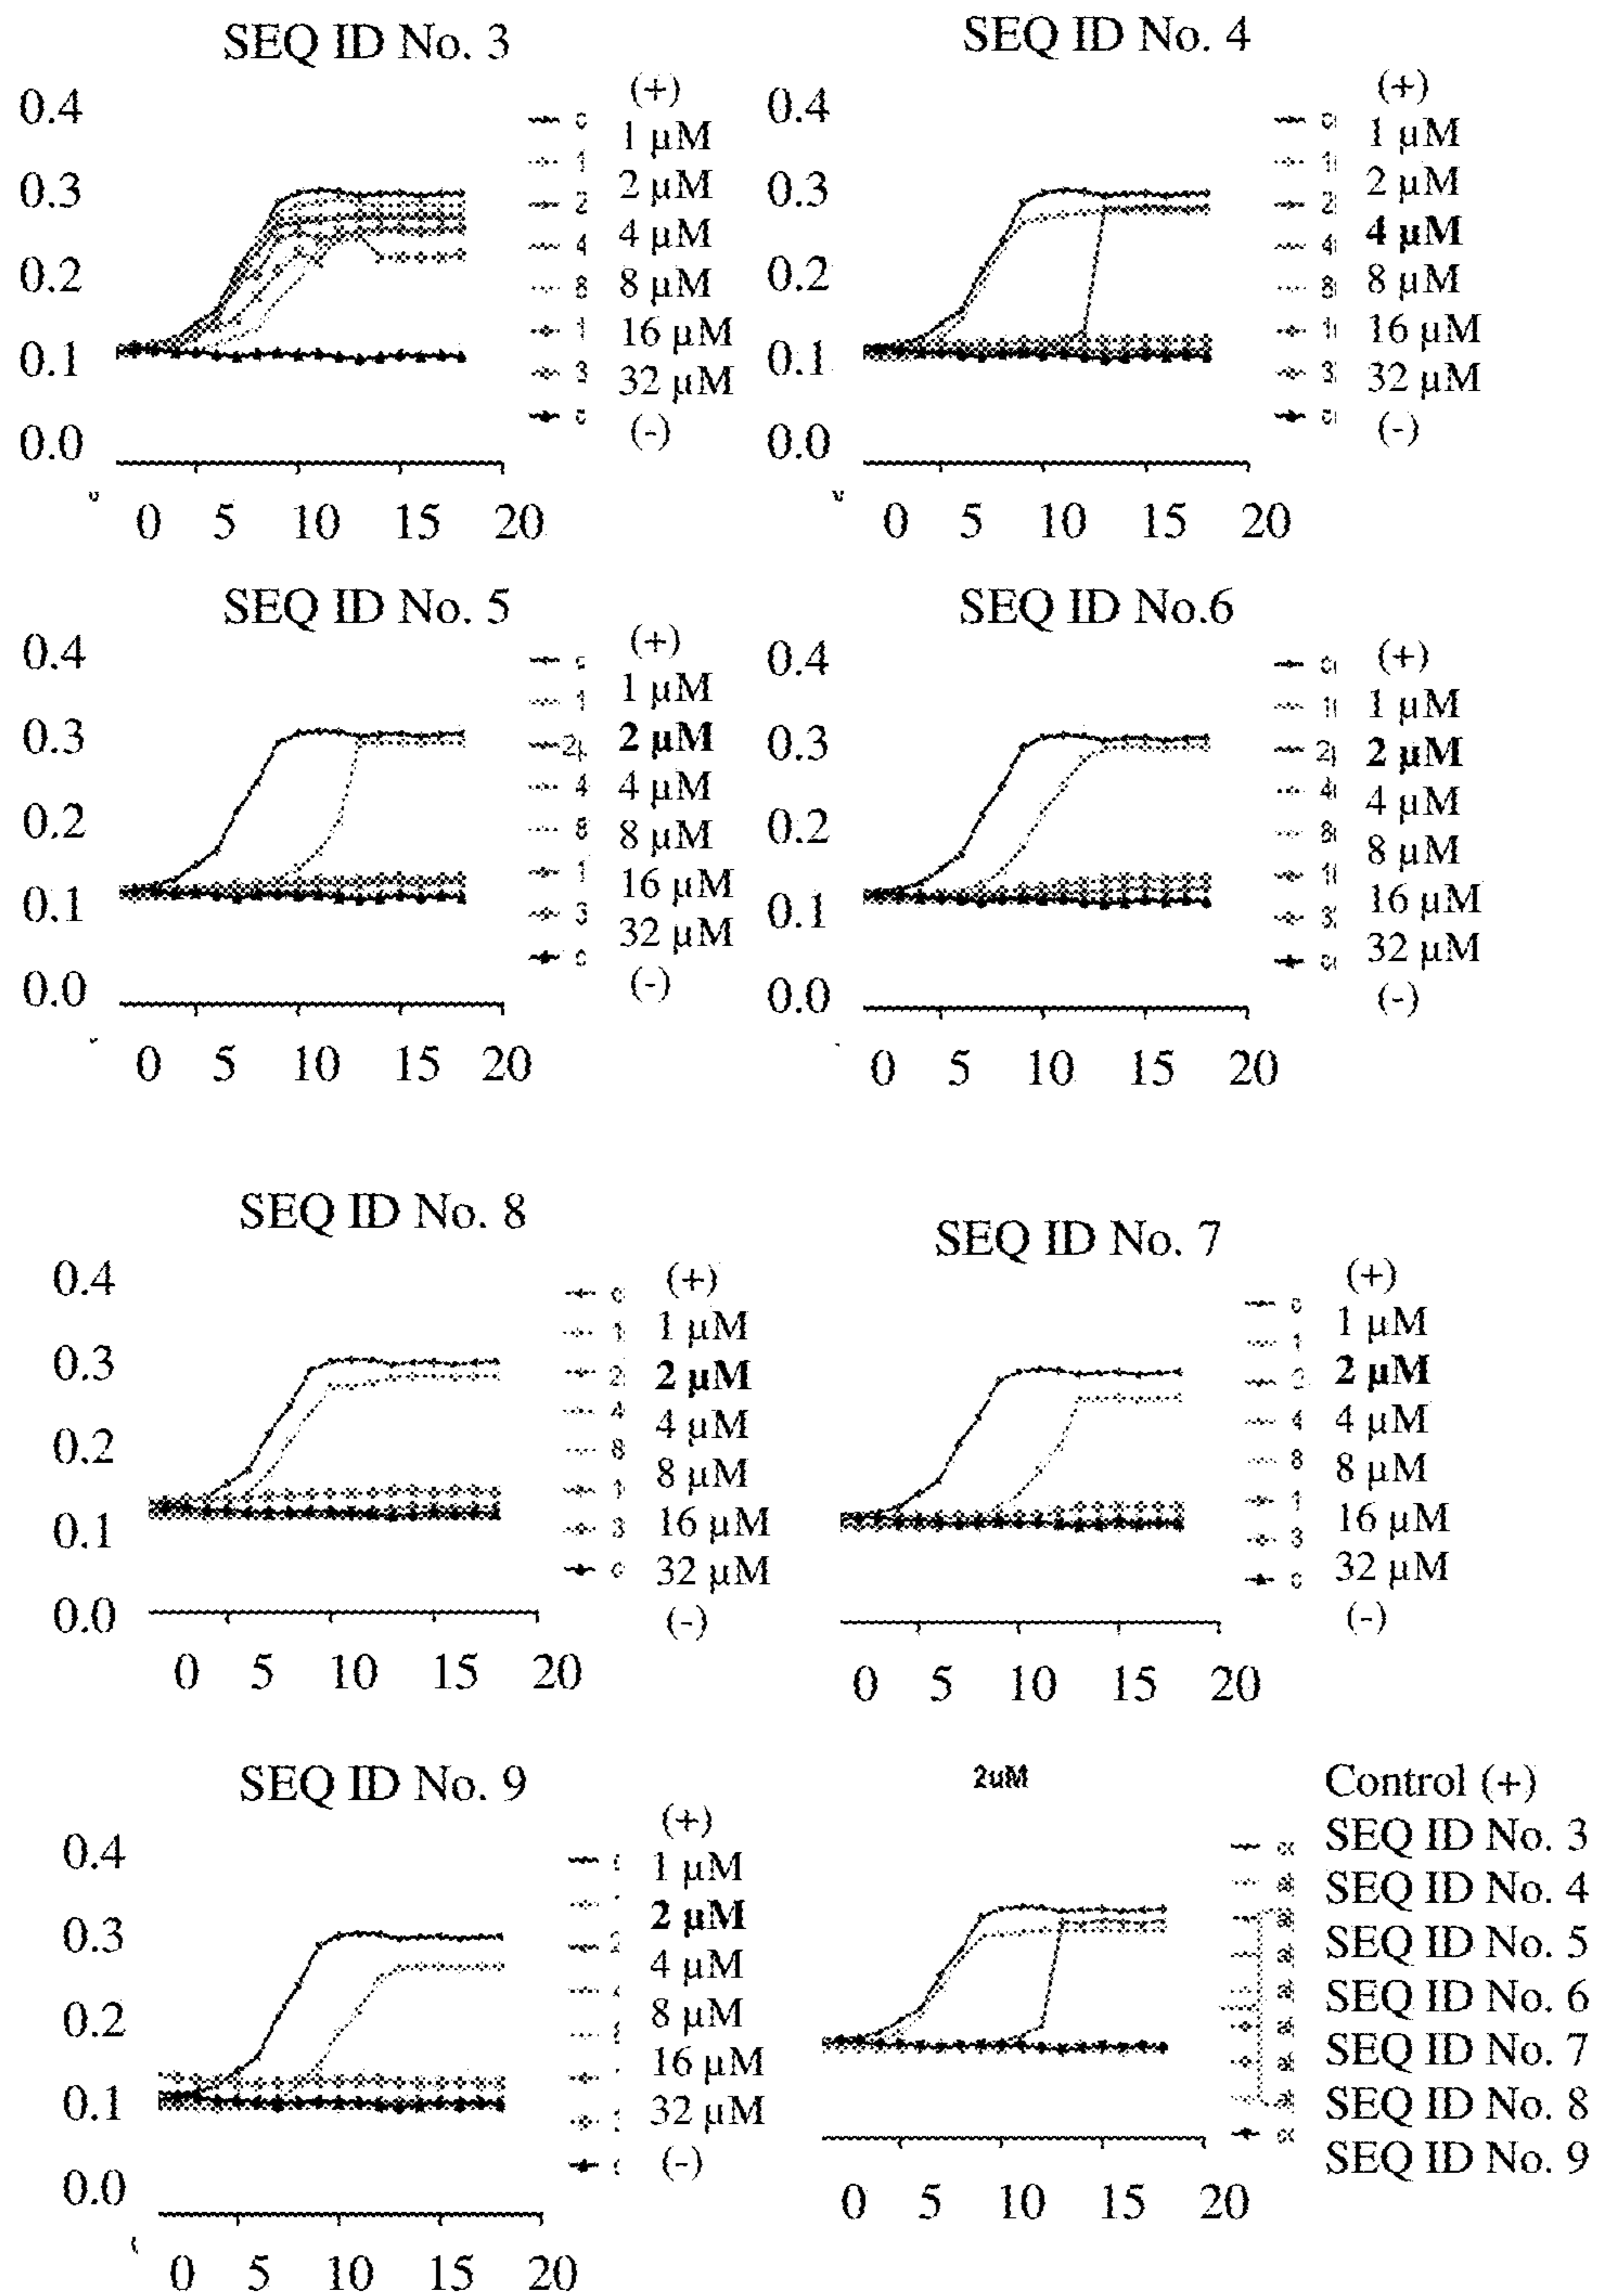 SEQ ID No. 3
0.4
0.3
0.2
0.1
0.0
0 5 10 15 20
(+)
1 µM
2 µM
4 µM
8 µM
16 µM
32 µM
(-)
SEQ ID No. 4
0.4
0.3
0.2
0.1
0.0
0 5 10 15 20
(+)
1 µM
2 µM
4 µM
8 µM
16 µM
32 µM
(-)
SEQ ID No. 5
0.4
0.3
0.2
0.1
0.0
0 5 10 15 20
(+)
1 µM
2 µM
4 µM
8 µM
16 µM
32 µM
(-)
SEQ ID No.6
0.4
0.3
0.2
0.1
0.0
0 5 10 15 20
(+)
1 µM
2 µM
4 µM
8 µM
16 µM
32 µM
(-)
SEQ ID No. 8
0.4
0.3
0.2
0.1
0.0
0 5 10 15 20
(+)
1 µM
2 µM
4 µM
8 µM
16 µM
32 µM
(-)
SEQ ID No. 7
0 5 10 15 20
(+)
1 µM
2 µM
4 µM
8 µM
16 µM
32 µM
(-)
SEQ ID No. 9
0.4
0.3
0.2
0.1
0.0
0 5 10 15 20
(+)
1 µM
2 µM
4 µM
8 µM
16 µM
32 µM
(-)
2uM
0 5 10 15 20
Control (+)
SEQ ID No. 3
SEQ ID No. 4
SEQ ID No. 5
SEQ ID No. 6
SEQ ID No. 7
SEQ ID No. 8
SEQ ID No. 9